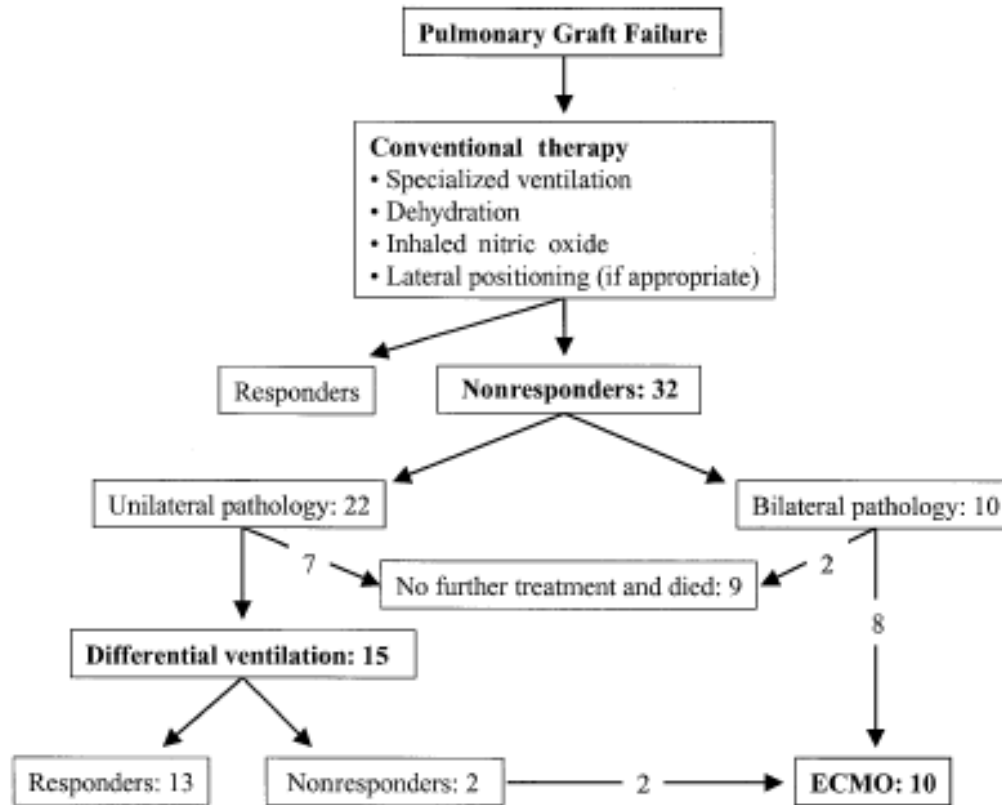 Pulmonary Graft Failure
Conventional therapy
• Specialized ventilation
• Dehydration
• Inhaled nitric oxide
• Lateral positioning (if appropriate)
Responders
Nonresponders: 32
Unilateral pathology: 22
Bilateral pathology: 10
7
2
No further treatment and died: 9
8
Differential ventilation: 15
Responders: 13
Nonresponders: 2
2
ECMO: 10